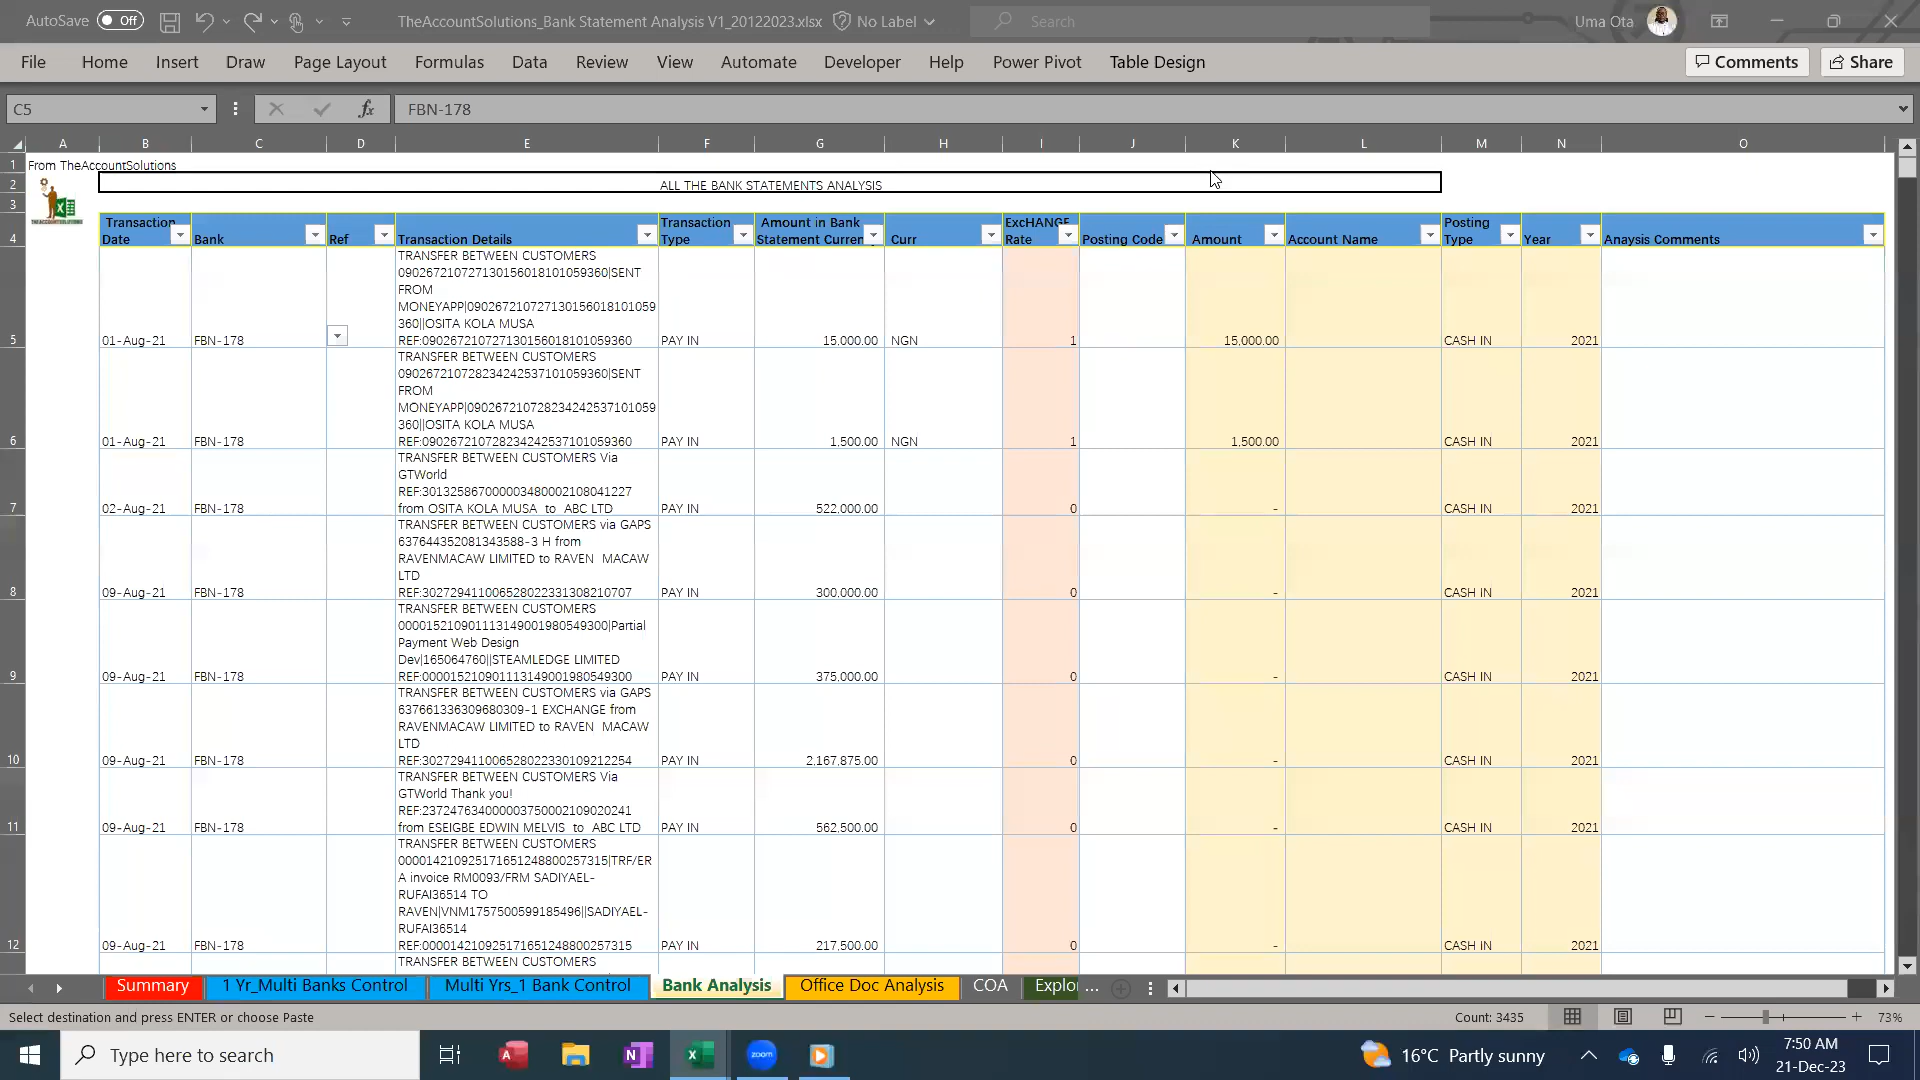 AutoSave Off TheAccountSolutions_Bank Statement Analysis V1_20122023.xlsx No Label Search Uma Ota
File Home Insert Draw Page Layout Formulas Data Review View Automate Developer Help Power Pivot Table Design Comments Share
C5 fx FBN-178
A B C D E F G H I J K L M N O
1 From TheAccountSolutions
2 ALL THE BANK STATEMENTS ANALYSIS
3 THEACCOUNTSOLUTIONS
Transaction Transaction Amount in Bank ExcHANGE Posting
4 Date Bank Ref Transaction Details Type Statement Curren Curr Rate Posting Code Amount Account Name Type Year Anaysis Comments
TRANSFER BETWEEN CUSTOMERS
090267210727130156018101059360|SENT
FROM
MONEYAPP|090267210727130156018101059
360||OSITA KOLA MUSA
5 01-Aug-21 FBN-178 REF:090267210727130156018101059360 PAY IN 15,000.00 NGN 1 15,000.00 CASH IN 2021
TRANSFER BETWEEN CUSTOMERS
090267210728234242537101059360|SENT
FROM
MONEYAPP|090267210728234242537101059
360||OSITA KOLA MUSA
6 01-Aug-21 FBN-178 REF:090267210728234242537101059360 PAY IN 1,500.00 NGN 1 1,500.00 CASH IN 2021
TRANSFER BETWEEN CUSTOMERS Via
GTWorld
REF:301325867000003480002108041227
7 02-Aug-21 FBN-178 from OSITA KOLA MUSA to ABC LTD PAY IN 522,000.00 0 - CASH IN 2021
TRANSFER BETWEEN CUSTOMERS via GAPS
637644352081343588-3 H from
RAVENMACAW LIMITED to RAVEN MACAW
LTD
8 09-Aug-21 FBN-178 REF:302729411006528022331308210707 PAY IN 300,000.00 0 - CASH IN 2021
TRANSFER BETWEEN CUSTOMERS
000015210901113149001980549300|Partial
Payment Web Design
Dev|165064760||STEAMLEDGE LIMITED
9 09-Aug-21 FBN-178 REF:000015210901113149001980549300 PAY IN 375,000.00 0 - CASH IN 2021
TRANSFER BETWEEN CUSTOMERS via GAPS
637661336309680309-1 EXCHANGE from
RAVENMACAW LIMITED to RAVEN MACAW
LTD
10 09-Aug-21 FBN-178 REF:302729411006528022330109212254 PAY IN 2,167,875.00 0 - CASH IN 2021
TRANSFER BETWEEN CUSTOMERS Via
GTWorld Thank you!
REF:237247634000003750002109020241
11 09-Aug-21 FBN-178 from ESEIGBE EDWIN MELVIS to ABC LTD PAY IN 562,500.00 0 - CASH IN 2021
TRANSFER BETWEEN CUSTOMERS
000014210925171651248800257315|TRF/ER
A invoice RM0093/FRM SADIYAEL-
RUFAI36514 TO
RAVEN|VNM1757500599185496||SADIYAEL-
RUFAI36514
12 09-Aug-21 FBN-178 REF:000014210925171651248800257315 PAY IN 217,500.00 0 - CASH IN 2021
TRANSFER BETWEEN CUSTOMERS
Summary 1 Yr_Multi Banks Control Multi Yrs_1 Bank Control Bank Analysis Office Doc Analysis COA Explor ...
Select destination and press ENTER or choose Paste Count: 3435 73%
Type here to search zoom 16°C Partly sunny 7:50 AM
21-Dec-23